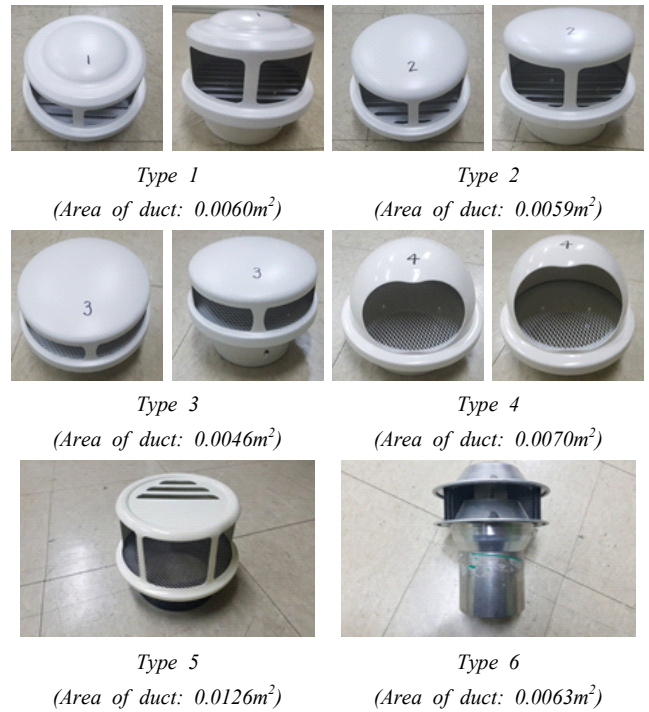 1
1
2
2
Type 1
Type 2
(Area of duct: 0.0060m²)
(Area of duct: 0.0059m²)
3
3
4
4
Type 3
Type 4
(Area of duct: 0.0046m²)
(Area of duct: 0.0070m²)
Type 5
Type 6
(Area of duct: 0.0126m²)
(Area of duct: 0.0063m²)